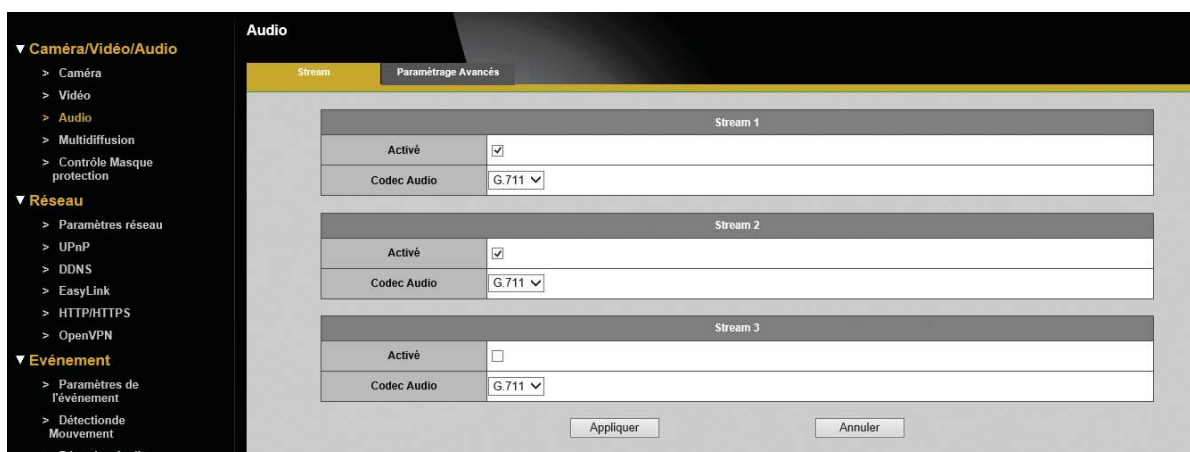 ▼ Caméra/Vidéo/Audio
> Caméra
> Vidéo
> Audio
> Multidiffusion
> Contrôle Masque
protection
▼ Réseau
> Paramètres réseau
> UPnP
> DDNS
> EasyLink
> HTTP/HTTPS
> OpenVPN
▼ Evénement
> Paramètres de
l'événement
> Détectionde
Mouvement
Audio
Stream Paramètrage Avancés
Stream 1
Activé
Codec Audio G.711
Stream 2
Activé
Codec Audio G.711
Stream 3
Activé
Codec Audio G.711
Appliquer Annuler